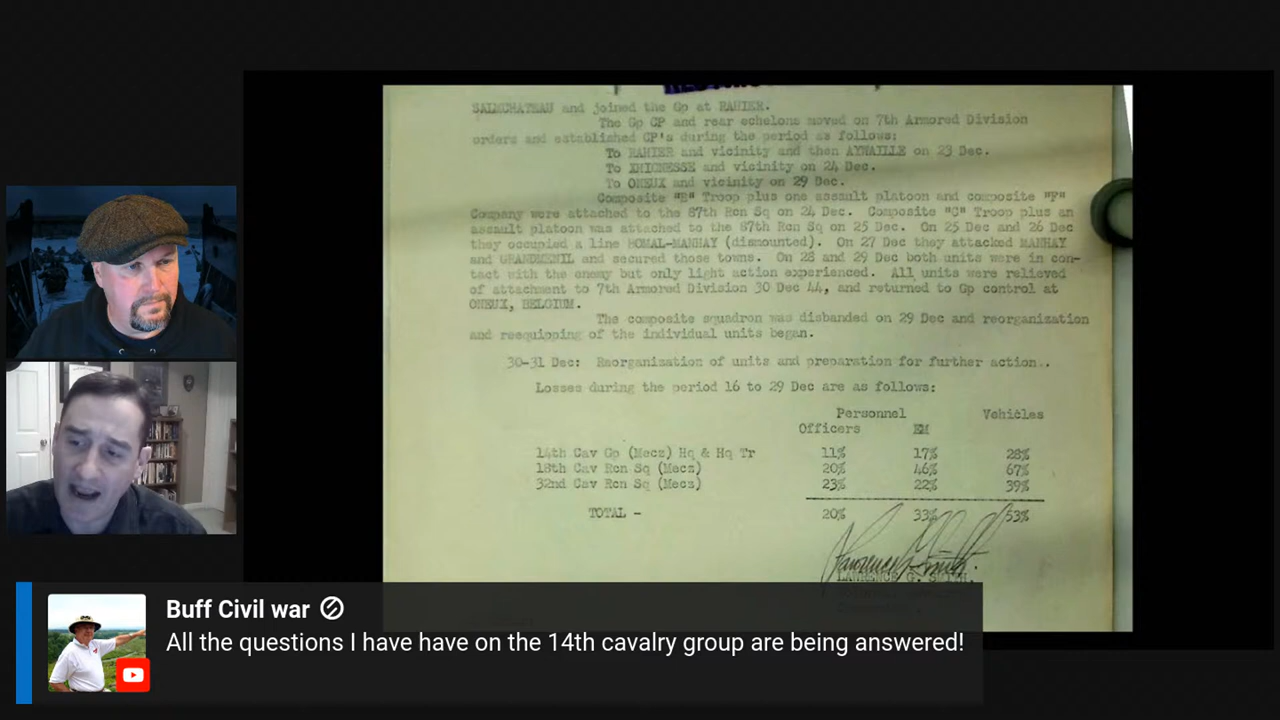 SALMCHATEAU and joined the Gp at RAHIER.
The Gp CP and rear echelons moved on 7th Armored Division
orders and established CP's during the period as follows:
To RAHIER and vicinity and then AYWAILLE on 23 Dec.
To XHIGNESSE and vicinity on 24 Dec.
To ONEUX and vicinity on 29 Dec.
Composite "E" Troop plus one assault platoon and composite "F"
Company were attached to the 87th Rcn Sq on 24 Dec. Composite "C" Troop plus an
assault platoon was attached to the 87th Rcn Sq on 25 Dec. On 25 Dec and 26 Dec
they occupied a line HOMAL-MANHAY (dismounted). On 27 Dec they attacked MANHAY
and GRANDMENIL and secured those towns. On 28 and 29 Dec both units were in con-
tact with the enemy but only light action experienced. All units were relieved
of attachment to 7th Armored Division 30 Dec 44, and returned to Gp control at
ONEUX, BELGIUM.
The composite squadron was disbanded on 29 Dec and reorganization
and reequipping of the individual units began.
30-31 Dec: Reorganization of units and preparation for further action..
Losses during the period 16 to 29 Dec are as follows:
Personnel Vehicles
Officers EM
14th Cav Gp (Mecz) Hq & Hq Tr 11% 17% 28%
18th Cav Rcn Sq (Mecz) 20% 46% 67%
32nd Cav Rcn Sq (Mecz) 23% 22% 39%
TOTAL - 20% 33% 53%
Lawrence G. Smith
LAWRENCE G. SMITH
Buff Civil war
All the questions I have have on the 14th cavalry group are being answered!